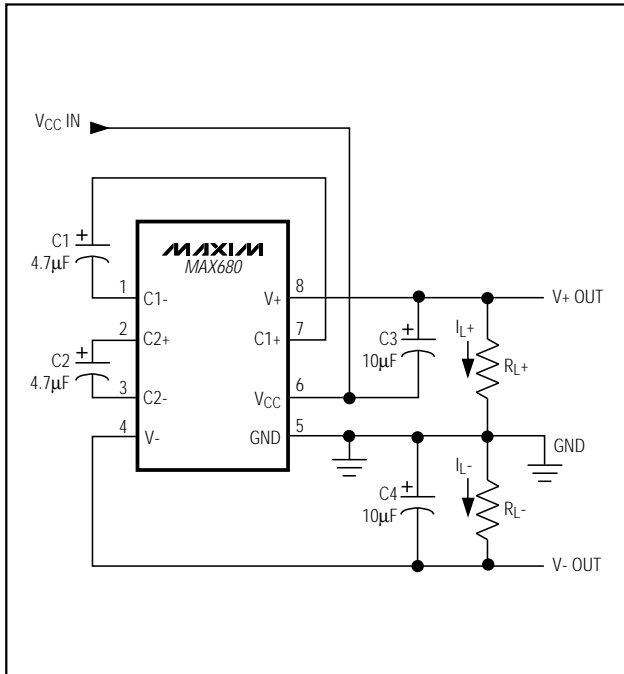 VCC IN
C1
+
4.7µF
C2
+
4.7µF
MAXIM
MAX680
1 C1-
2 C2+
3 C2-
4 V-
8 V+
7 C1+
6 VCC
5 GND
C3
+
10µF
IL+
RL+
V+ OUT
GND
C4
+
10µF
IL-
RL-
V- OUT